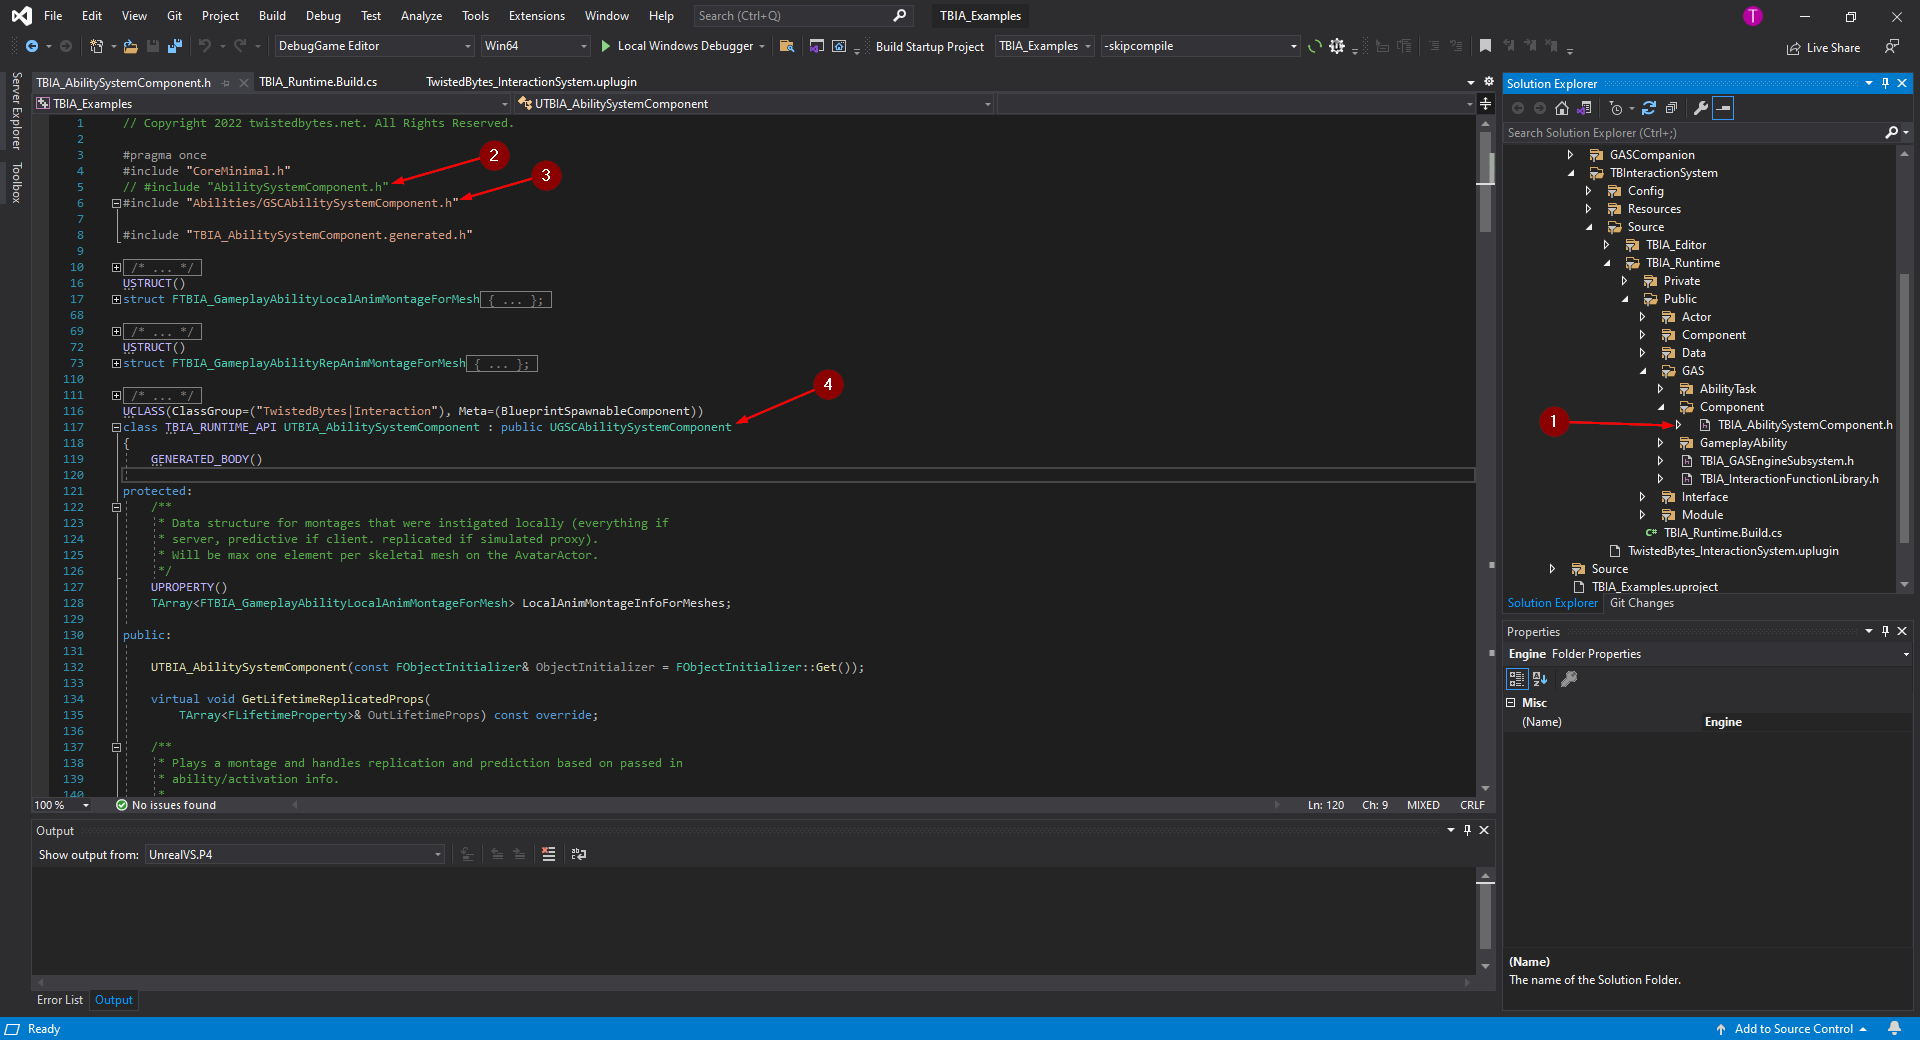 File Edit View Git Project Build Debug Test Analyze Tools Extensions Window Help Search (Ctrl+Q) TBIA_Examples T
DebugGame Editor Win64 Local Windows Debugger Build Startup Project TBIA_Examples -skipcompile Live Share
Server Explorer
Toolbox
TBIA_AbilitySystemComponent.h TBIA_Runtime.Build.cs TwistedBytes_InteractionSystem.uplugin
TBIA_Examples UTBIA_AbilitySystemComponent
1 // Copyright 2022 twistedbytes.net. All Rights Reserved.
2
3 #pragma once
4 #include "CoreMinimal.h"
5 // #include "AbilitySystemComponent.h"
6 #include "Abilities/GSCAbilitySystemComponent.h"
7
8 #include "TBIA_AbilitySystemComponent.generated.h"
9
10 /* ... */
16 USTRUCT()
17 struct FTBIA_GameplayAbilityLocalAnimMontageForMesh { ... };
68
69 /* ... */
72 USTRUCT()
73 struct FTBIA_GameplayAbilityRepAnimMontageForMesh { ... };
110
111 /* ... */
116 UCLASS(ClassGroup=("TwistedBytes|Interaction"), Meta=(BlueprintSpawnableComponent))
117 class TBIA_RUNTIME_API UTBIA_AbilitySystemComponent : public UGSCAbilitySystemComponent
118 {
119 GENERATED_BODY()
120
121 protected:
122 /**
123 * Data structure for montages that were instigated locally (everything if
124 * server, predictive if client. replicated if simulated proxy).
125 * Will be max one element per skeletal mesh on the AvatarActor.
126 */
127 UPROPERTY()
128 TArray<FTBIA_GameplayAbilityLocalAnimMontageForMesh> LocalAnimMontageInfoForMeshes;
129
130 public:
131
132 UTBIA_AbilitySystemComponent(const FObjectInitializer& ObjectInitializer = FObjectInitializer::Get());
133
134 virtual void GetLifetimeReplicatedProps(
135 TArray<FLifetimeProperty>& OutLifetimeProps) const override;
136
137 /**
138 * Plays a montage and handles replication and prediction based on passed in
139 * ability/activation info.
140 *
2
3
4
1
100 % No issues found Ln: 120 Ch: 9 MIXED CRLF
Output
Show output from: UnrealVS.P4
Error List Output
Solution Explorer
Search Solution Explorer (Ctrl+;)
GASCompanion
TBInteractionSystem
Config
Resources
Source
TBIA_Editor
TBIA_Runtime
Private
Public
Actor
Component
Data
GAS
AbilityTask
Component
TBIA_AbilitySystemComponent.h
GameplayAbility
TBIA_GASEngineSubsystem.h
TBIA_InteractionFunctionLibrary.h
Interface
Module
C# TBIA_Runtime.Build.cs
TwistedBytes_InteractionSystem.uplugin
Source
TBIA_Examples.uproject
Solution Explorer Git Changes
Properties
Engine Folder Properties
Misc
(Name) Engine
(Name)
The name of the Solution Folder.
Ready Add to Source Control